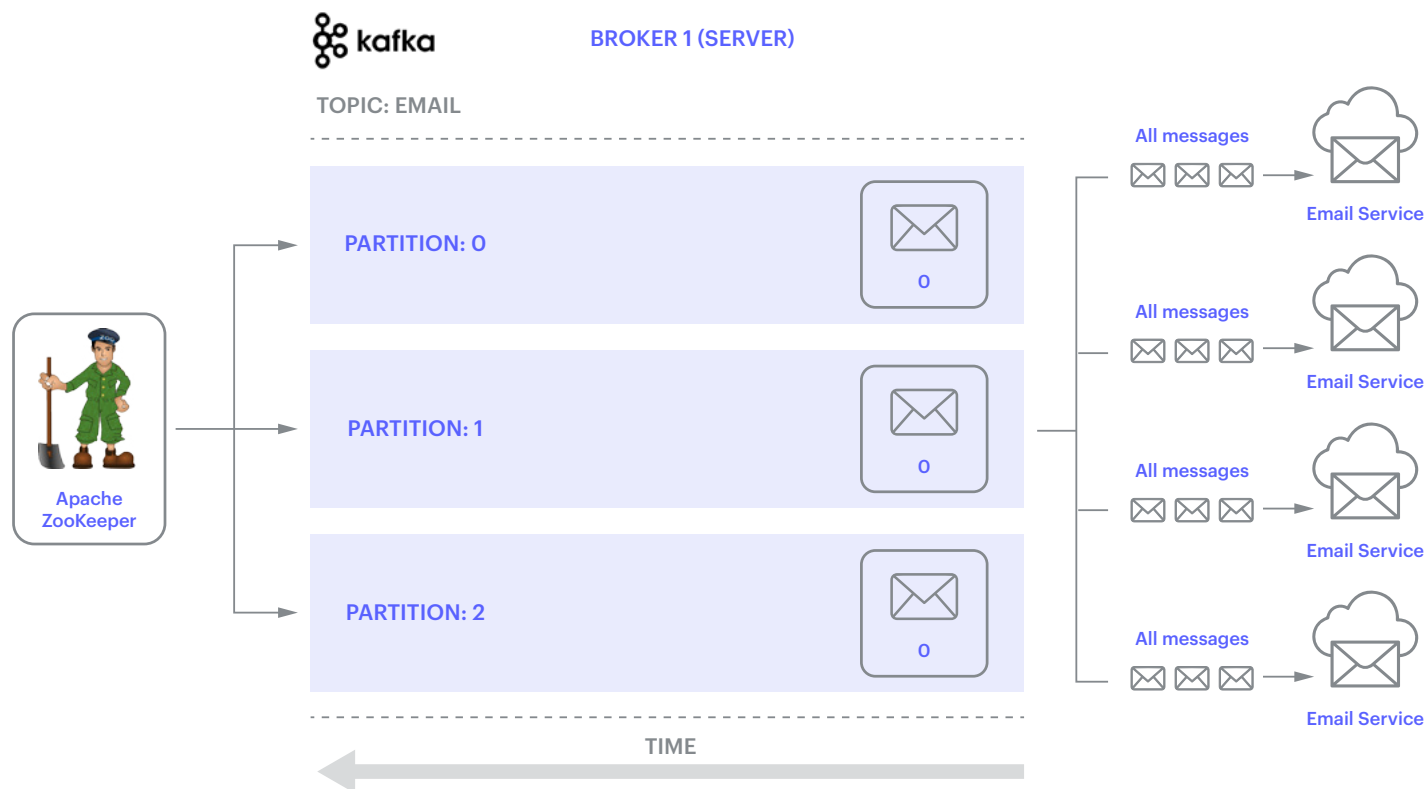 kafka
BROKER 1 (SERVER)
TOPIC: EMAIL
PARTITION: 0
0
PARTITION: 1
0
PARTITION: 2
0
TIME
Apache
ZooKeeper
All messages
Email Service
All messages
Email Service
All messages
Email Service
All messages
Email Service